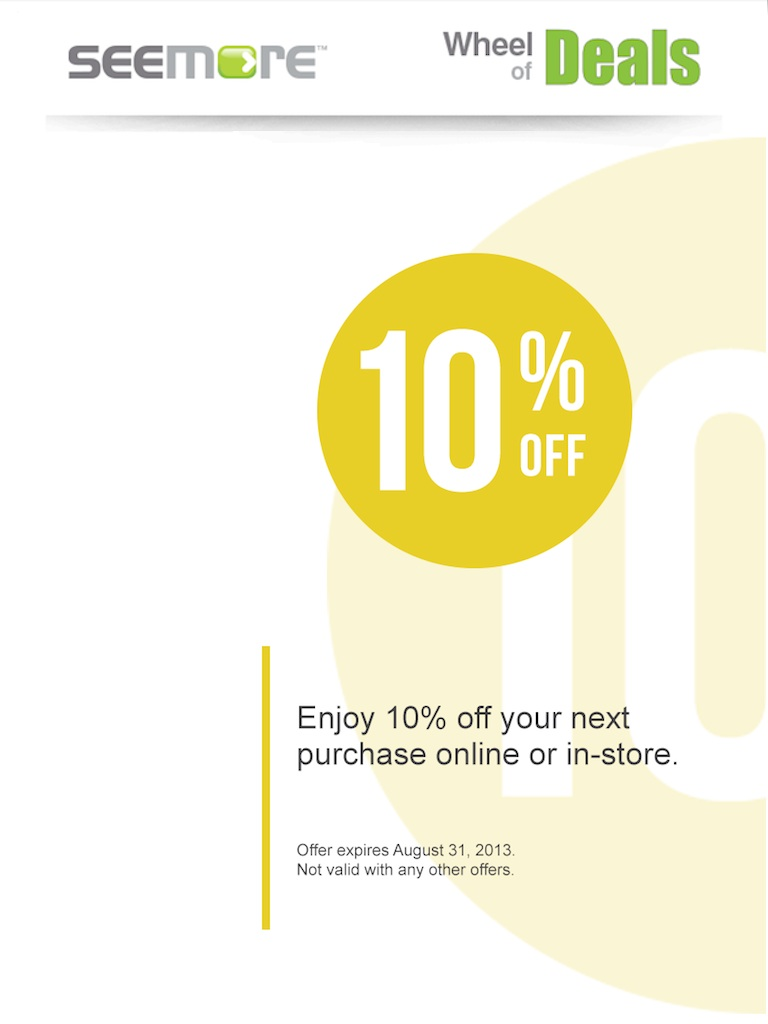 seemore™
Wheel
of Deals
10%
OFF
Enjoy 10% off your next
purchase online or in-store.
Offer expires August 31, 2013.
Not valid with any other offers.
10